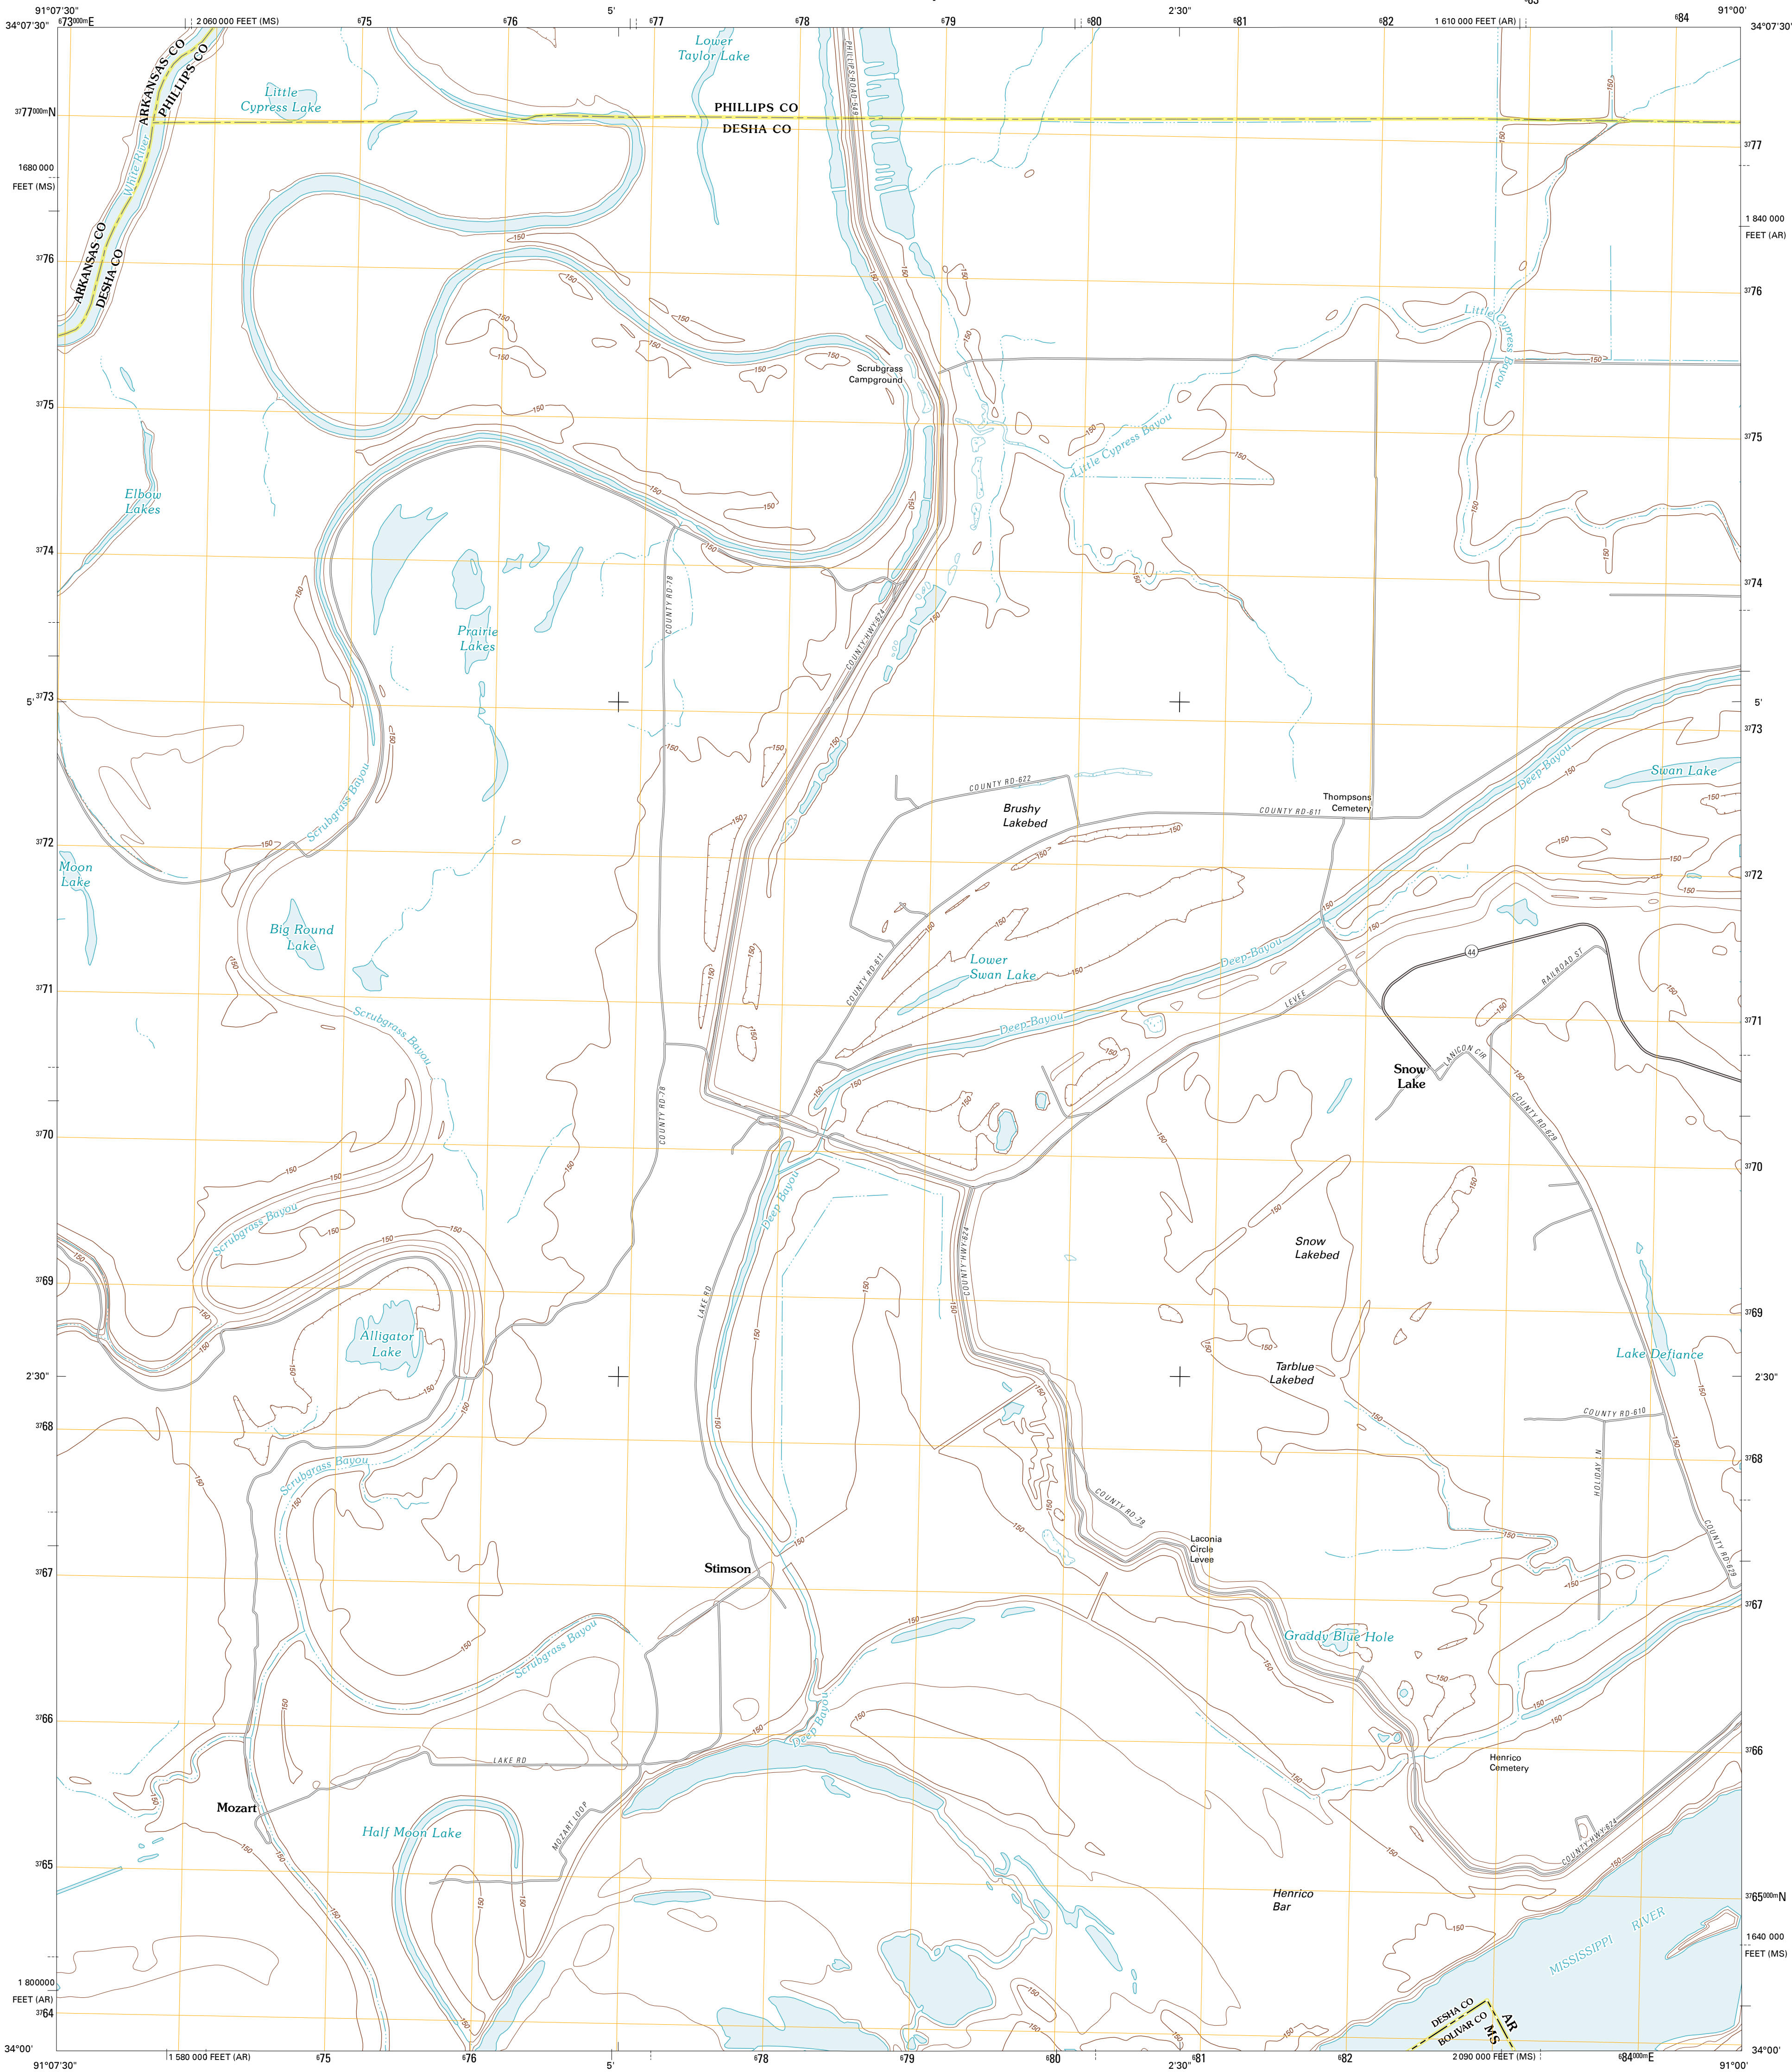 91°07'30"
5'
2'30"
91°00'
34°07'30"
⁶73⁰⁰⁰ᵐE
2 060 000 FEET (MS)
⁶75
⁶76
⁶77
⁶78
⁶79
⁶80
⁶81
⁶82
1 610 000 FEET (AR)
⁶84
34°07'30"
ARKANSAS CO
PHILLIPS CO
Lower
Taylor Lake
PHILLIPS ROAD 549
Little
Cypress Lake
³⁷77⁰⁰⁰ᵐN
PHILLIPS CO
DESHA CO
150
³⁷77
White River
1680 000
FEET (MS)
1 840 000
FEET (AR)
ARKANSAS CO
DESHA CO
³⁷76
150
³⁷76
Little Cypress Bayou
Scrubgrass
Campground
³⁷75
150
Little Cypress Bayou
³⁷75
Elbow
Lakes
³⁷74
150
³⁷74
COUNTY RD 78
COUNTY HWY 624
Prairie
Lakes
5'
³⁷73
5'
³⁷73
Deep Bayou
Swan Lake
Scrubgrass Bayou
COUNTY RD 622
Brushy
Lakebed
Thompsons
Cemetery
COUNTY RD 611
³⁷72
Moon
Lake
³⁷72
Big Round
Lake
Lower
Swan Lake
Deep Bayou
44
RAILROAD ST
COUNTY RD 611
LEVEE
³⁷71
Scrubgrass Bayou
Deep Bayou
³⁷71
Snow
Lake
LANICON CIR
COUNTY RD 78
COUNTY RD 629
³⁷70
³⁷70
Scrubgrass Bayou
Deep Bayou
COUNTY HWY 624
Snow
Lakebed
³⁷69
LAKE RD
³⁷69
Alligator
Lake
Lake Defiance
2'30"
Tarblue
Lakebed
2'30"
³⁷68
COUNTY RD 610
³⁷68
Scrubgrass Bayou
HOLIDAY LN
COUNTY RD 79
COUNTY RD 629
Laconia
Circle
Levee
³⁷67
Stimson
³⁷67
Scrubgrass Bayou
Graddy Blue Hole
³⁷66
Deep Bayou
³⁷66
LAKE RD
Henrico
Cemetery
Mozart
Half Moon Lake
MOZART LOOP
COUNTY HWY 624
³⁷65
Henrico
Bar
³⁷65⁰⁰⁰ᵐN
MISSISSIPPI RIVER
1 640 000
FEET (MS)
1 800000
FEET (AR)
³⁷64
DESHA CO
BOLIVAR CO
AR
MS
34°00'
34°00'
1 580 000 FEET (AR)
⁶75
⁶76
5'
⁶78
⁶79
⁶80
2'30"
⁶81
⁶82
2 090 000 FEET (MS)
⁶84⁰⁰⁰ᵐE
91°07'30"
91°00'